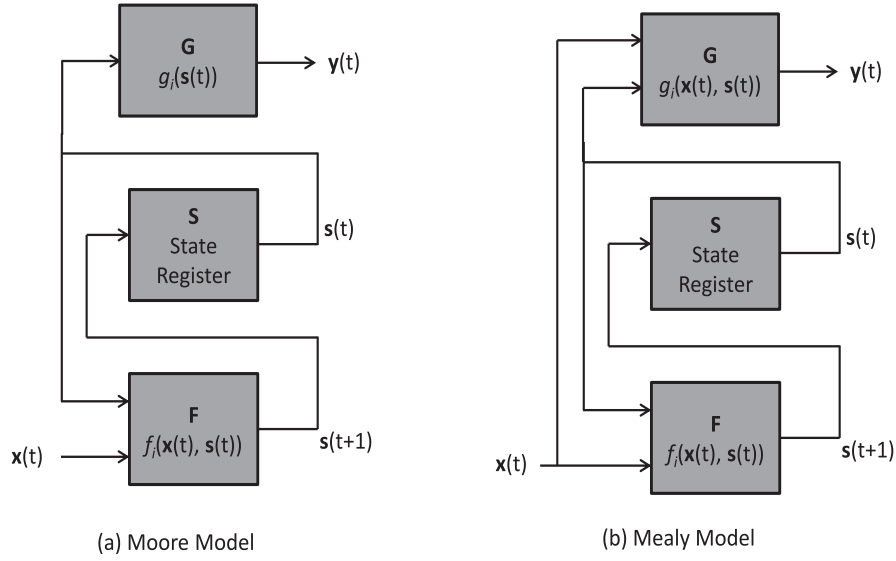 G
gi(s(t))
y(t)
S
State
Register
s(t)
F
fi(x(t), s(t))
x(t)
s(t+1)
(a) Moore Model
G
gi(x(t), s(t))
y(t)
S
State
Register
s(t)
F
fi(x(t), s(t))
x(t)
s(t+1)
(b) Mealy Model